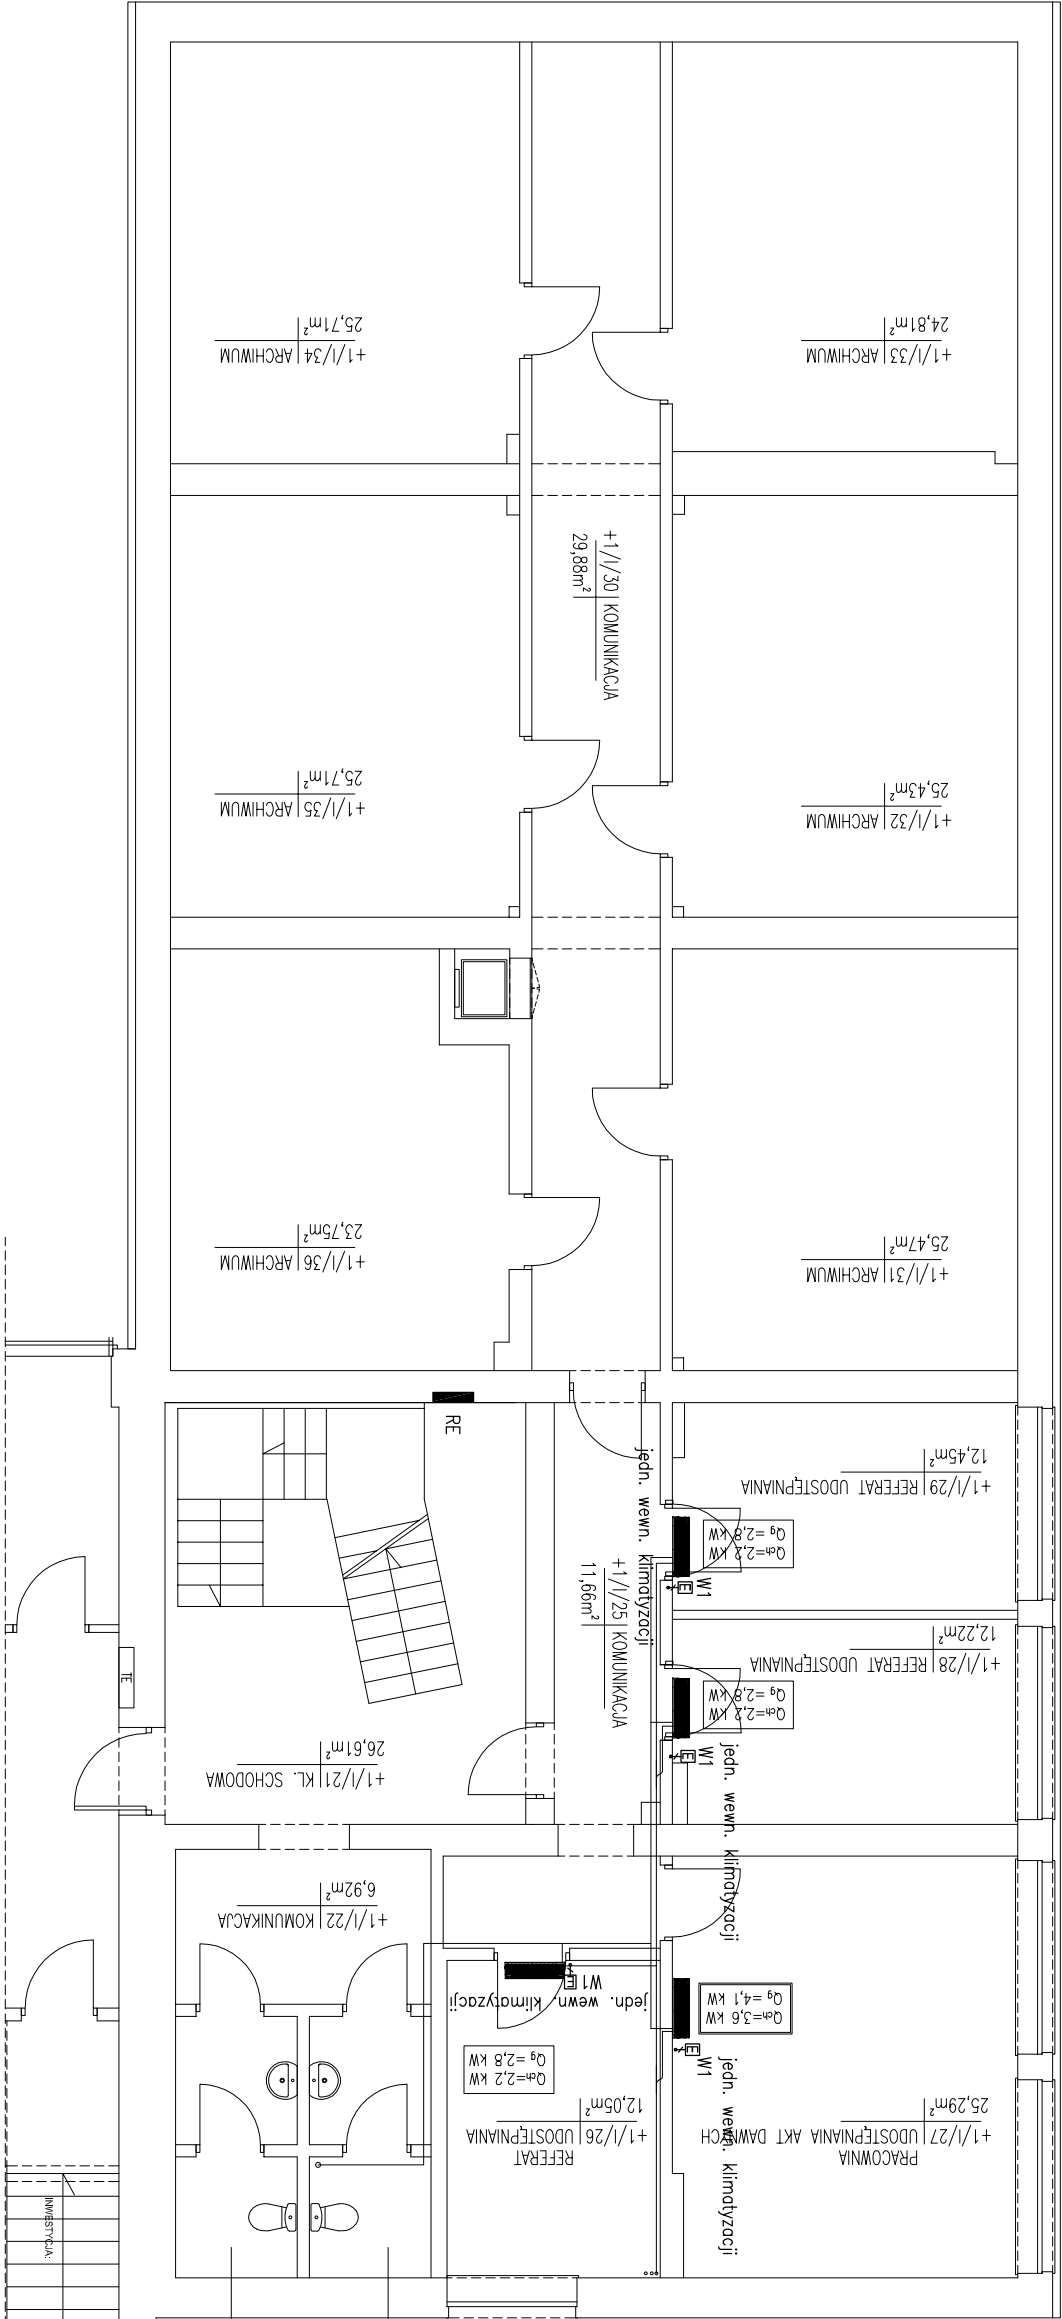 +1/I/34 ARCHIWUM
25,71m²
+1/I/33 ARCHIWUM
24,81m²
+1/I/30 KOMUNIKACJA
29,88m²
+1/I/35 ARCHIWUM
25,71m²
+1/I/32 ARCHIWUM
25,43m²
+1/I/36 ARCHIWUM
23,75m²
+1/I/31 ARCHIWUM
25,47m²
RE
+1/I/29 REFERAT UDOSTĘPNIANIA
12,45m²
jedn. wewn. klimatyzacji
Qch=2,2 kW
Qg =2,8 kW
W1
E
+1/I/25 KOMUNIKACJA
11,66m²
+1/I/28 REFERAT UDOSTĘPNIANIA
12,22m²
TE
Qch=2,2 kW
Qg =2,8 kW
W1
E
jedn. wewn. klimatyzacji
+1/I/21 KL. SCHODOWA
26,61m²
+1/I/22 KOMUNIKACJA
6,92m²
W1
E
jedn. wewn. klimatyzacji
Qch=2,2 kW
Qg =2,8 kW
Qch=3,6 kW
Qg =4,1 kW
W1
E
jedn. wewn. klimatyzacji
REFERAT
+1/I/26 UDOSTĘPNIANIA
12,05m²
PRACOWNIA
+1/I/27 UDOSTĘPNIANIA AKT DAWNYCH
25,29m²
INWESTYCJA: